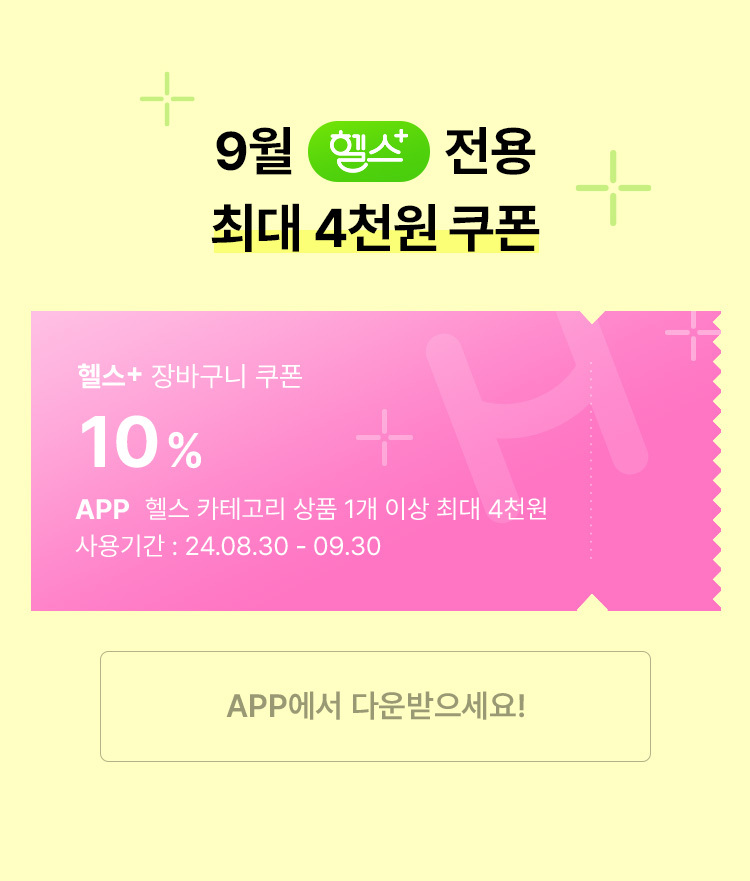 9월 헬스+ 전용
최대 4천원 쿠폰
헬스+ 장바구니 쿠폰
10%
APP 헬스 카테고리 상품 1개 이상 최대 4천원
사용기간 : 24.08.30 - 09.30
APP에서 다운받으세요!